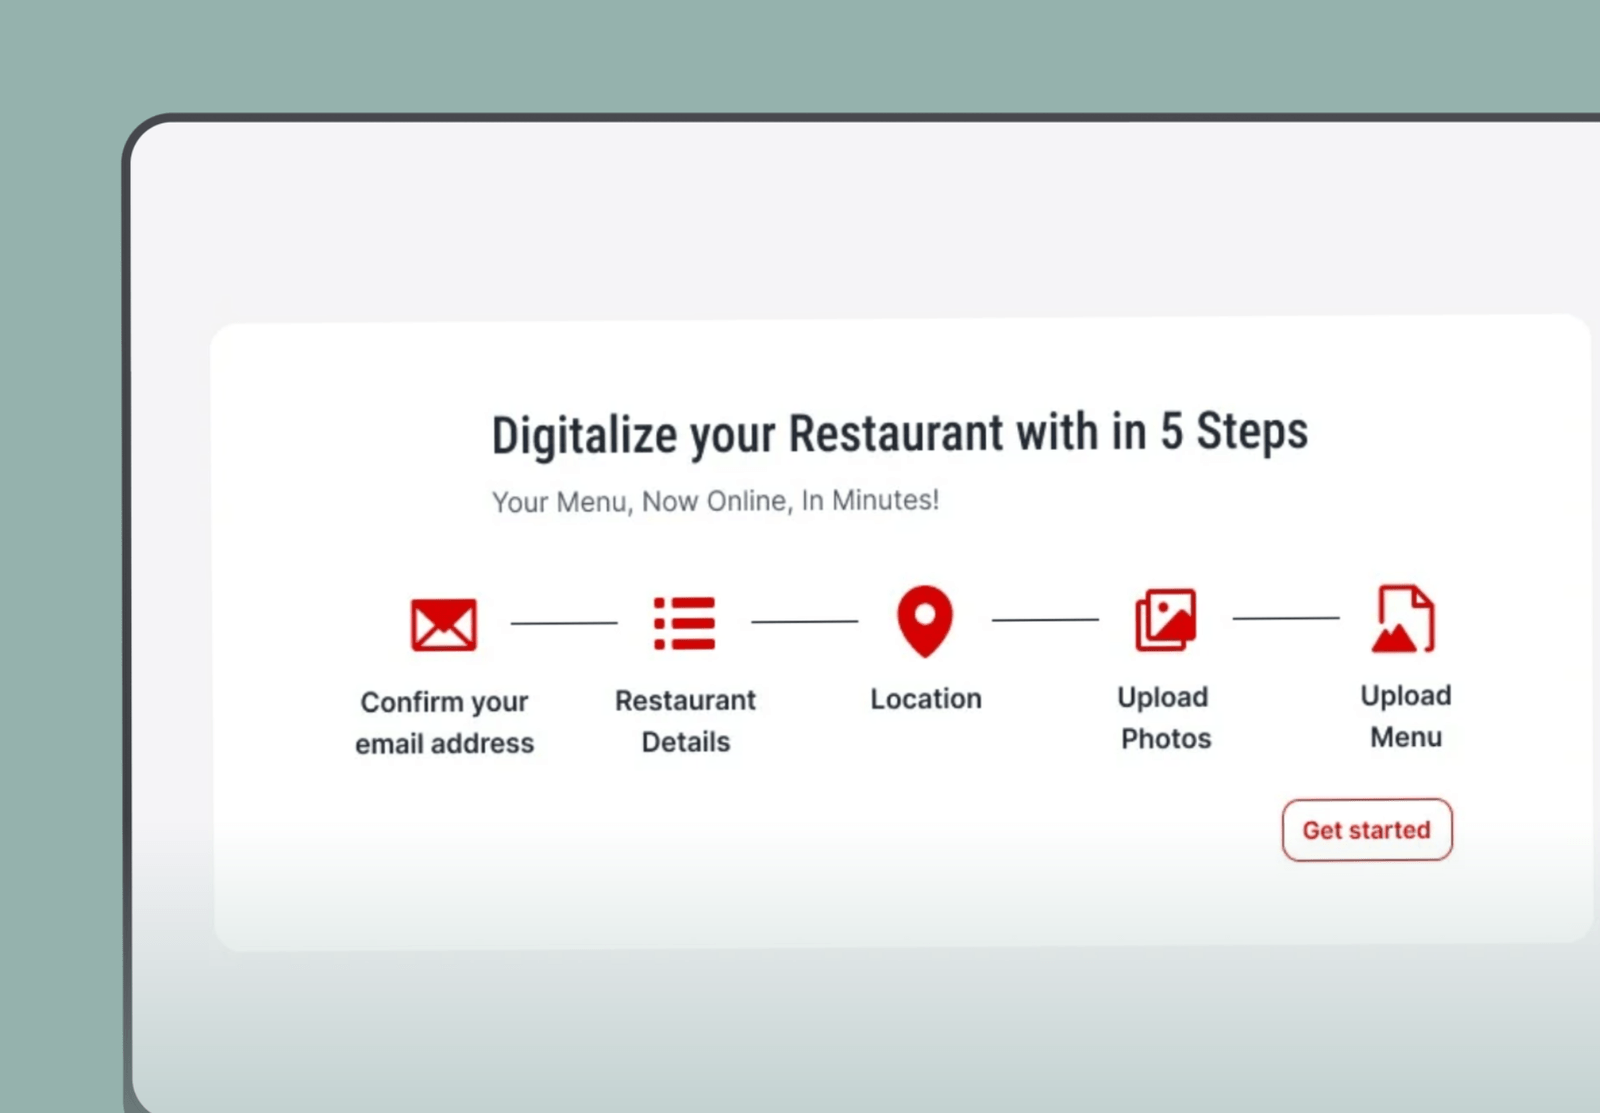 Digitalize your Restaurant with in 5 Steps
Your Menu, Now Online, In Minutes!
Confirm your
email address
Restaurant
Details
Location
Upload
Photos
Upload
Menu
Get started